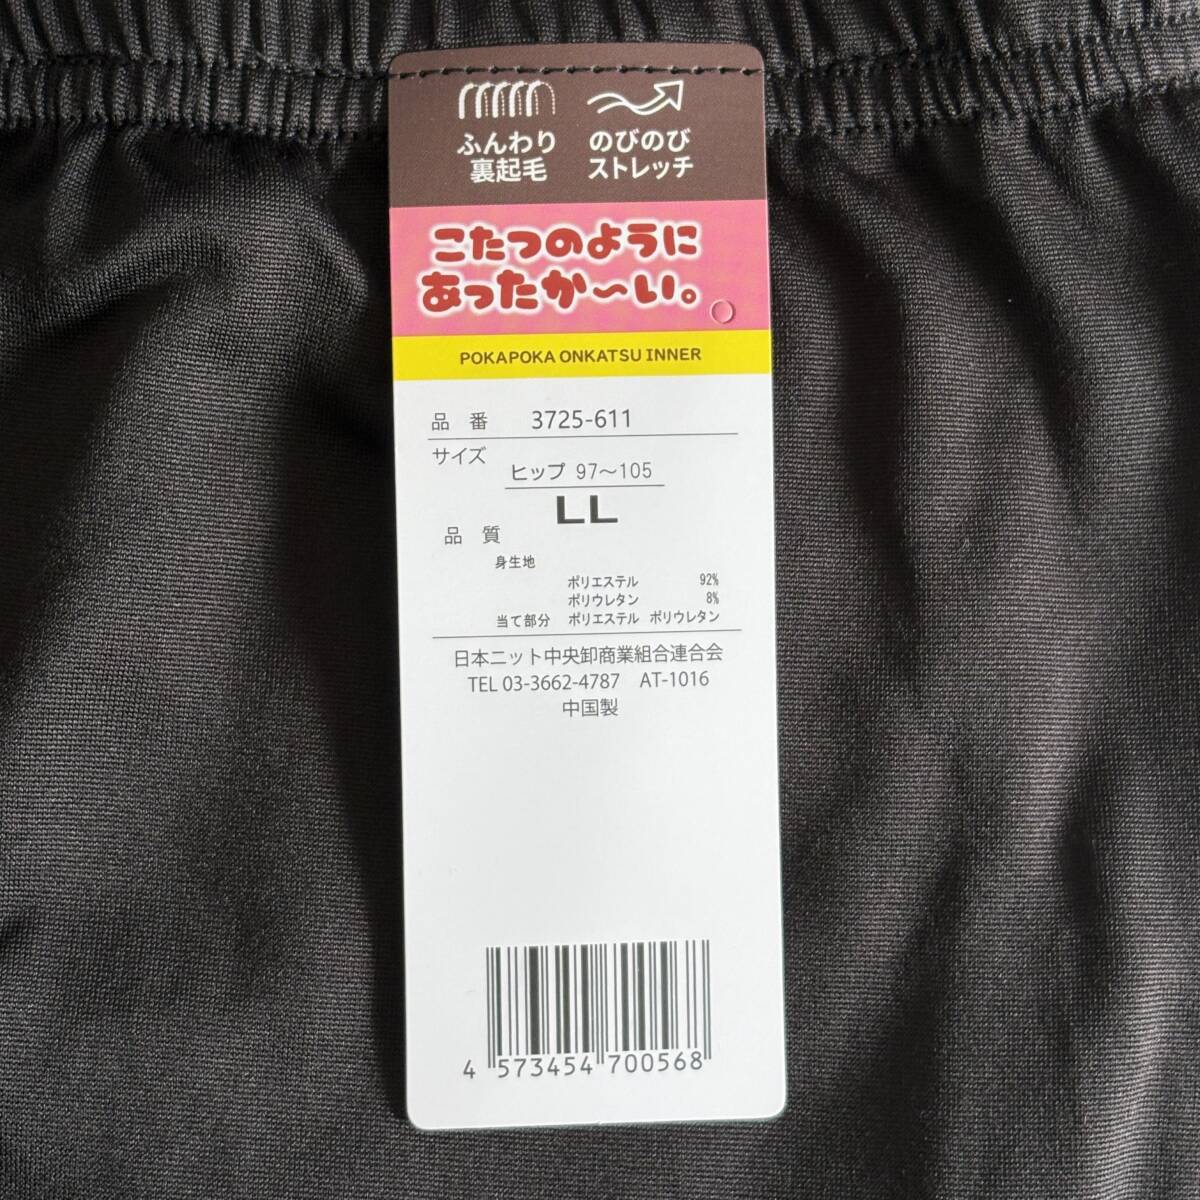 ふんわり
裏起毛
のびのび
ストレッチ
こたつのように
あったか～い。
POKAPOKA ONKATSU INNER
品 番 3725-611
サイズ
ヒップ 97～105
LL
品 質
身生地
ポリエステル 92%
ポリウレタン 8%
当て部分 ポリエステル ポリウレタン
日本ニット中央卸商業組合連合会
TEL 03-3662-4787 AT-1016
中国製
4 573454 700568